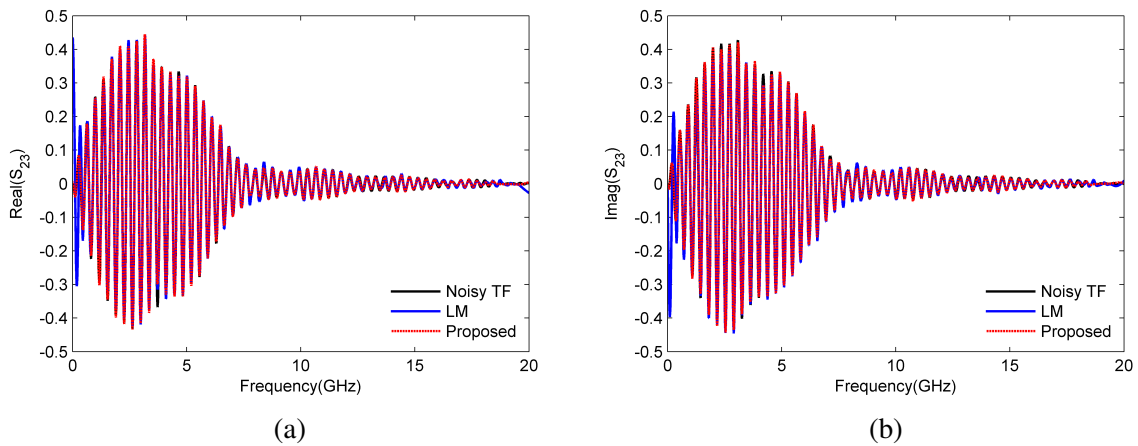 0.5
0.4
0.3
0.2
0.1
0
-0.1
-0.2
-0.3
-0.4
-0.5
Real(S23)
0 5 10 15 20
Frequency(GHz)
Noisy TF
LM
Proposed
(a)
0.5
0.4
0.3
0.2
0.1
0
-0.1
-0.2
-0.3
-0.4
-0.5
Imag(S23)
0 5 10 15 20
Frequency(GHz)
Noisy TF
LM
Proposed
(b)